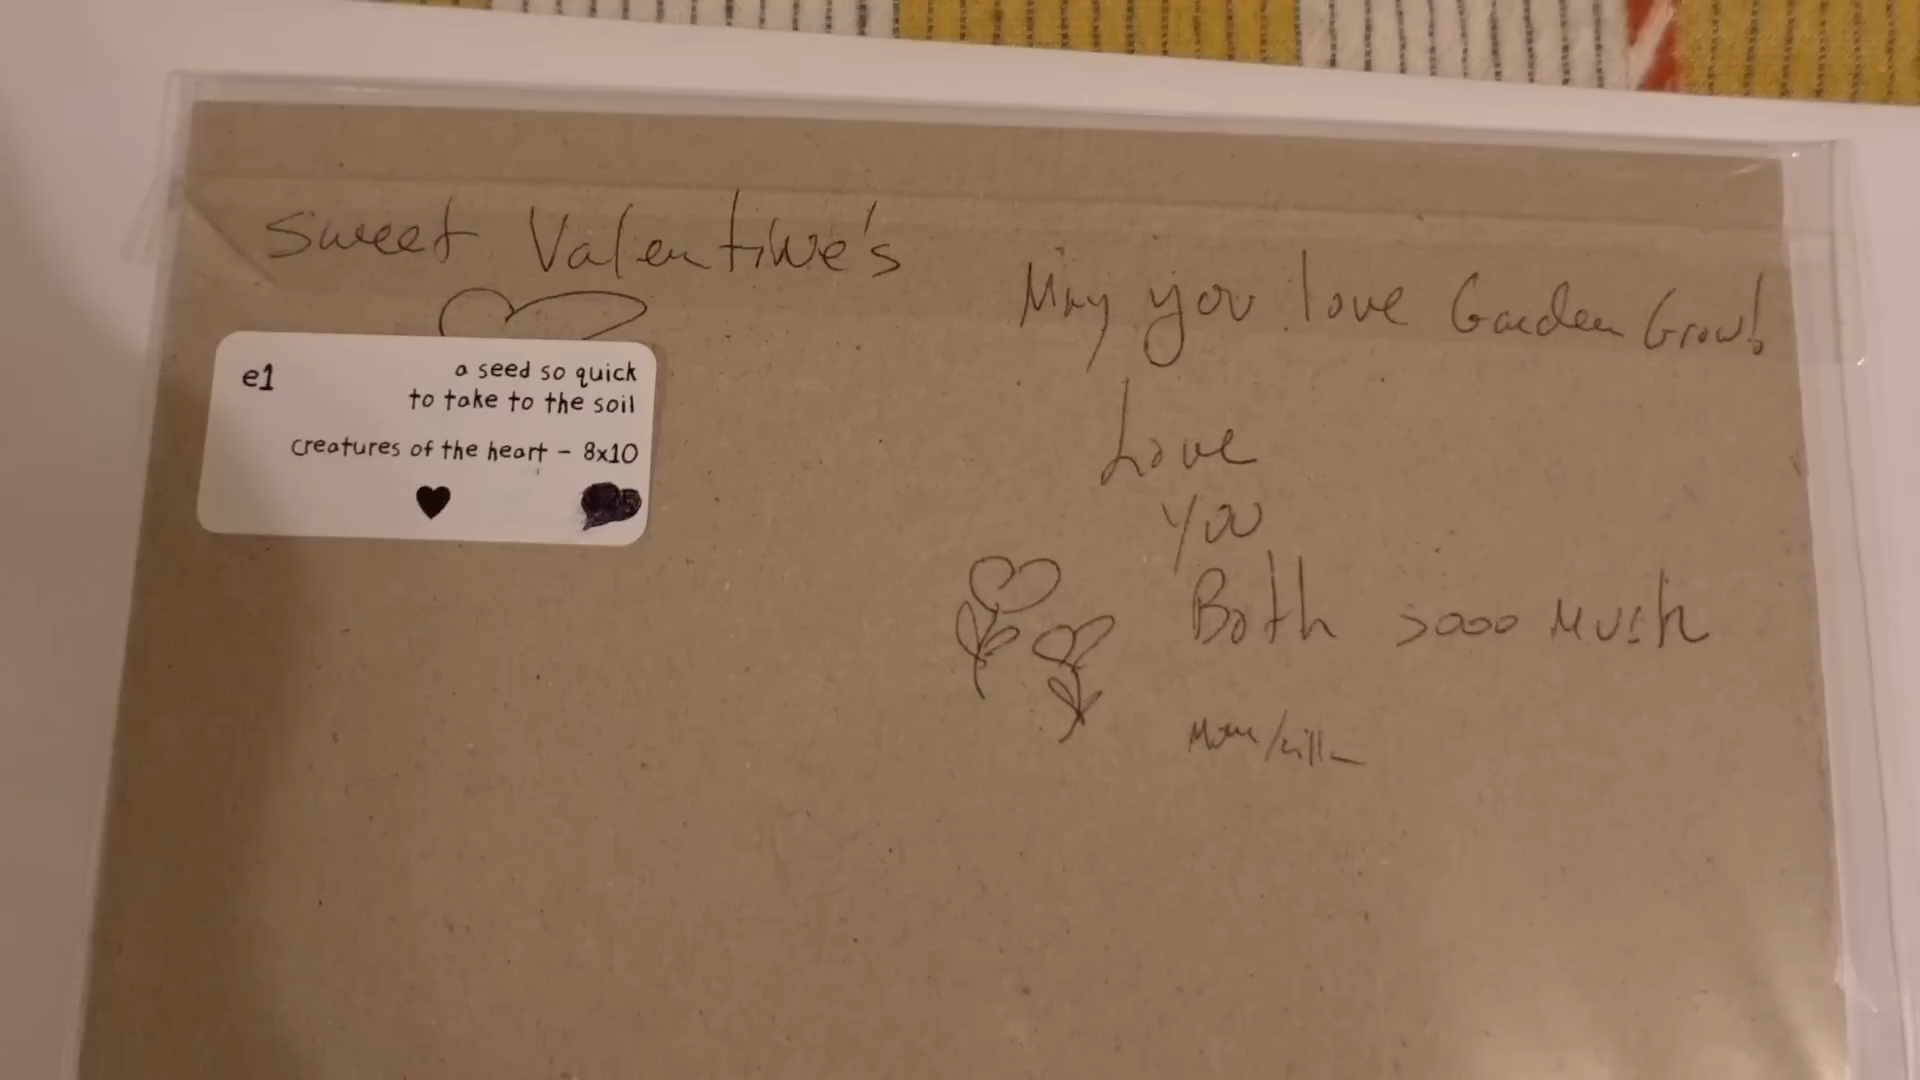 Sweet Valentine's
May you love Garden Grow!
Love
you
Both sooo Much
e1
a seed so quick
to take to the soil
creatures of the heart - 8x10